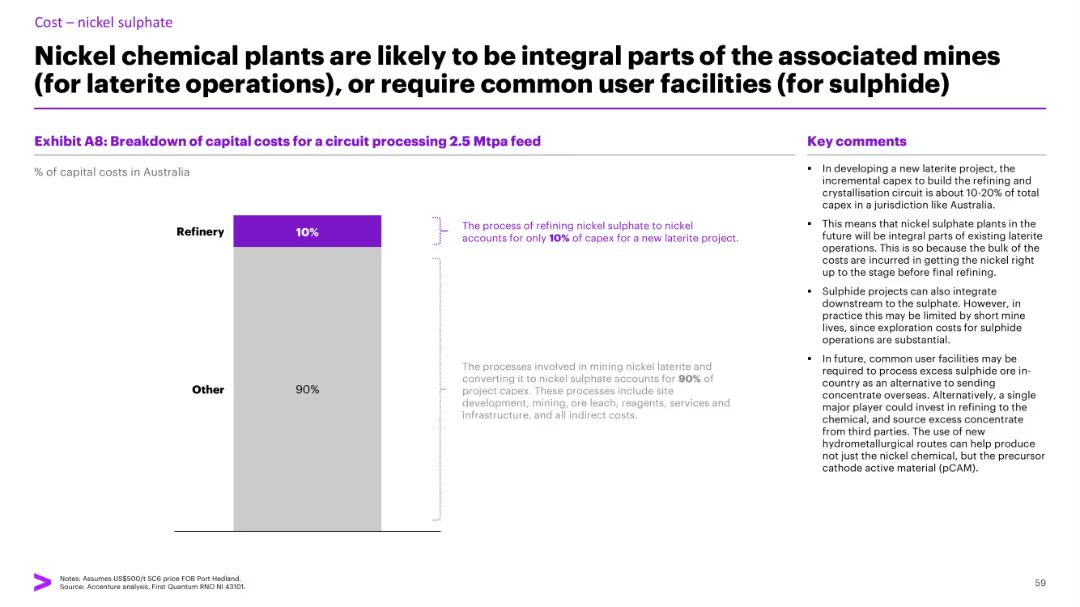 Cost – nickel sulphate
Nickel chemical plants are likely to be integral parts of the associated mines
(for laterite operations), or require common user facilities (for sulphide)
Exhibit A8: Breakdown of capital costs for a circuit processing 2.5 Mtpa feed
% of capital costs in Australia
Refinery
10%
The process of refining nickel sulphate to nickel
accounts for only 10% of capex for a new laterite project.
Other
90%
The processes involved in mining nickel laterite and
converting it to nickel sulphate accounts for 90% of
project capex. These processes include site
development, mining, ore leach, reagents, services and
infrastructure, and all indirect costs.
Key comments
▪ In developing a new laterite project, the
incremental capex to build the refining and
crystallisation circuit is about 10-20% of total
capex in a jurisdiction like Australia.
▪ This means that nickel sulphate plants in the
future will be integral parts of existing laterite
operations. This is so because the bulk of the
costs are incurred in getting the nickel right
up to the stage before final refining.
▪ Sulphide projects can also integrate
downstream to the sulphate. However, in
practice this may be limited by short mine
lives, since exploration costs for sulphide
operations are substantial.
▪ In future, common user facilities may be
required to process excess sulphide ore in-
country as an alternative to sending
concentrate overseas. Alternatively, a single
major player could invest in refining to the
chemical, and source excess concentrate
from third parties. The use of new
hydrometallurgical routes can help produce
not just the nickel chemical, but the precursor
cathode active material (pCAM).
Notes: Assumes US$500/t SC6 price FOB Port Hedland.
Source: Accenture analysis, First Quantum RNO NI 43101.
59